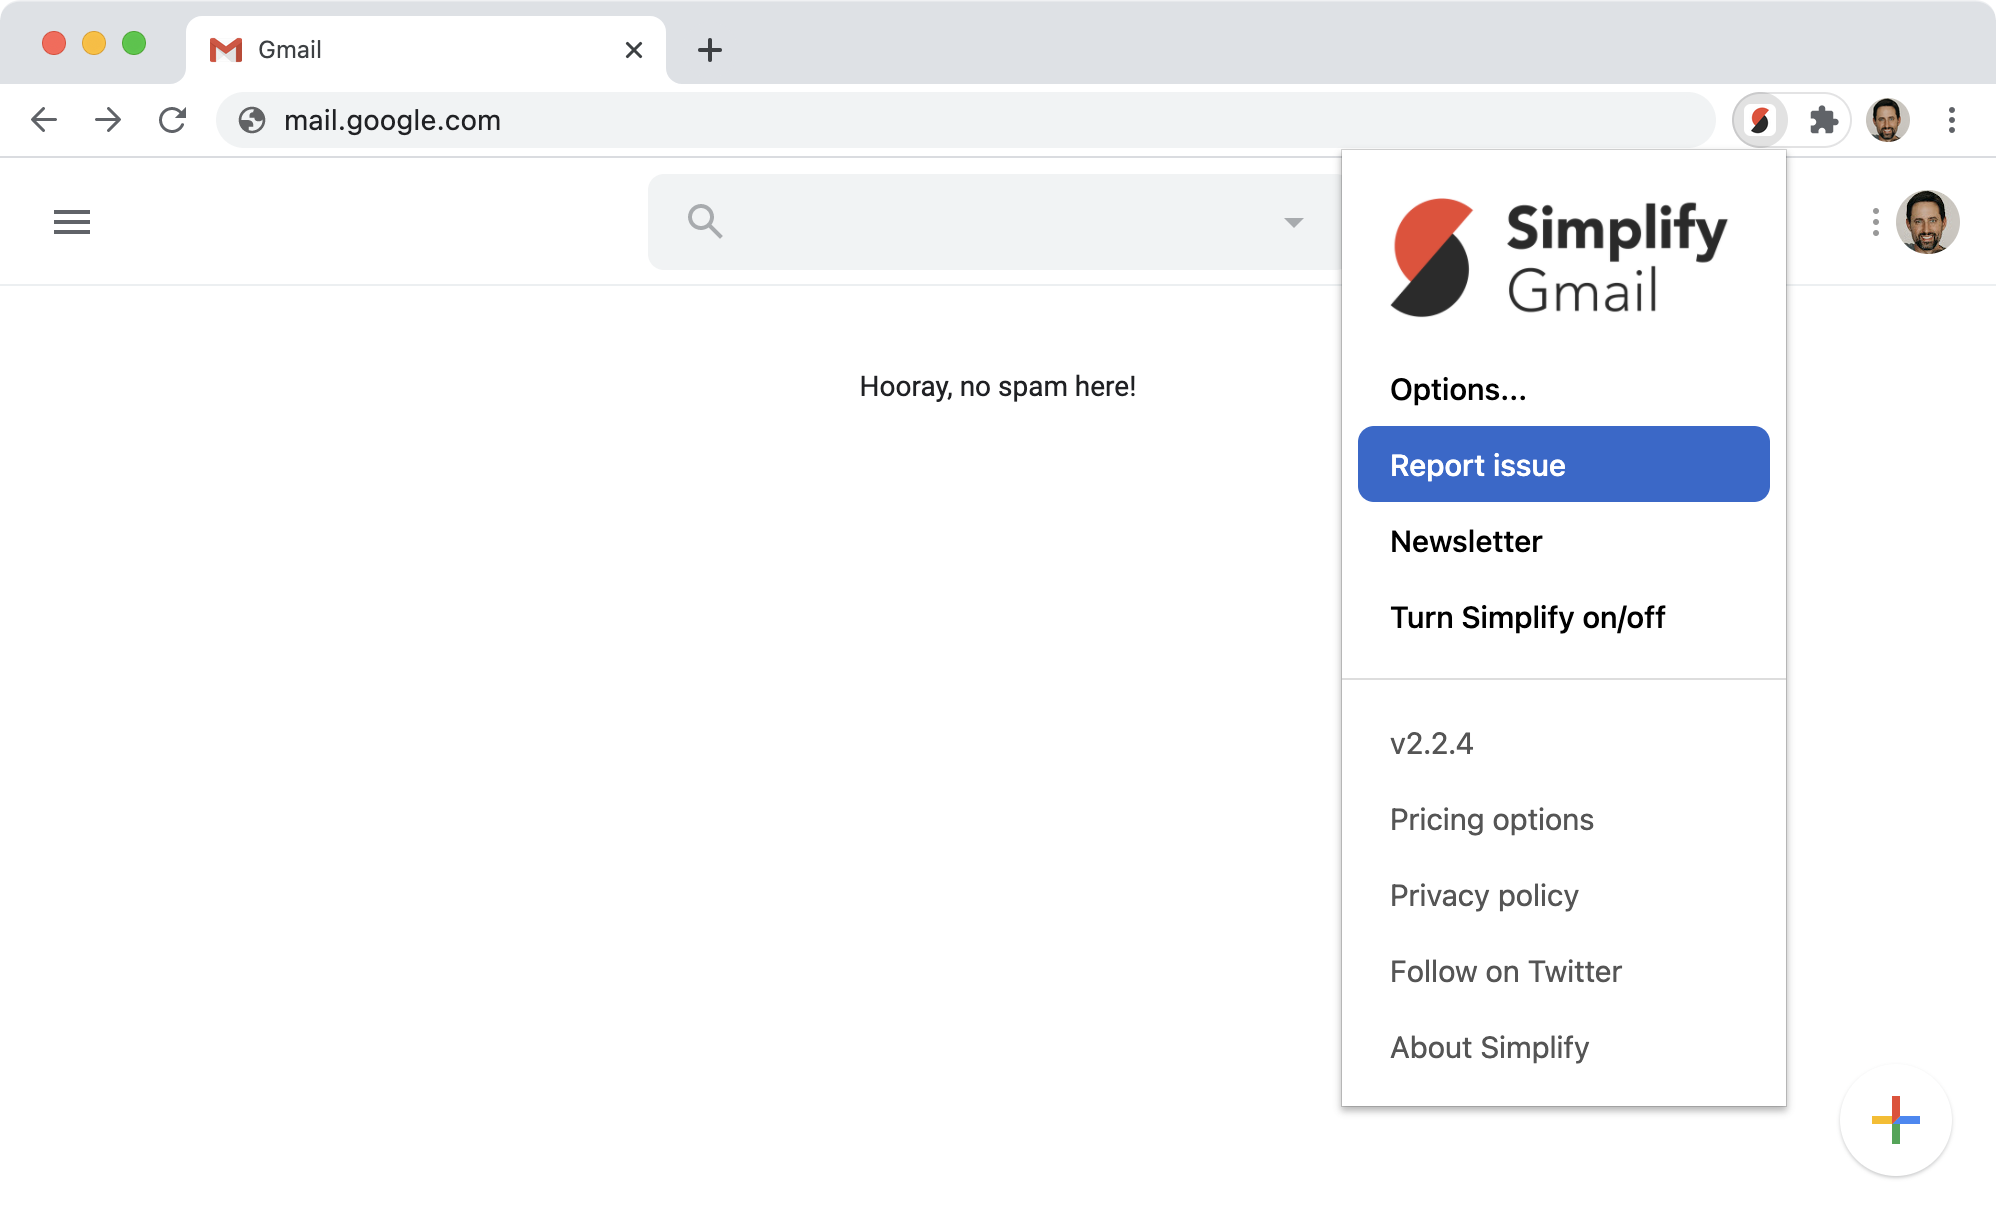 Gmail
mail.google.com
Simplify
Gmail
Hooray, no spam here!
Options...
Report issue
Newsletter
Turn Simplify on/off
v2.2.4
Pricing options
Privacy policy
Follow on Twitter
About Simplify